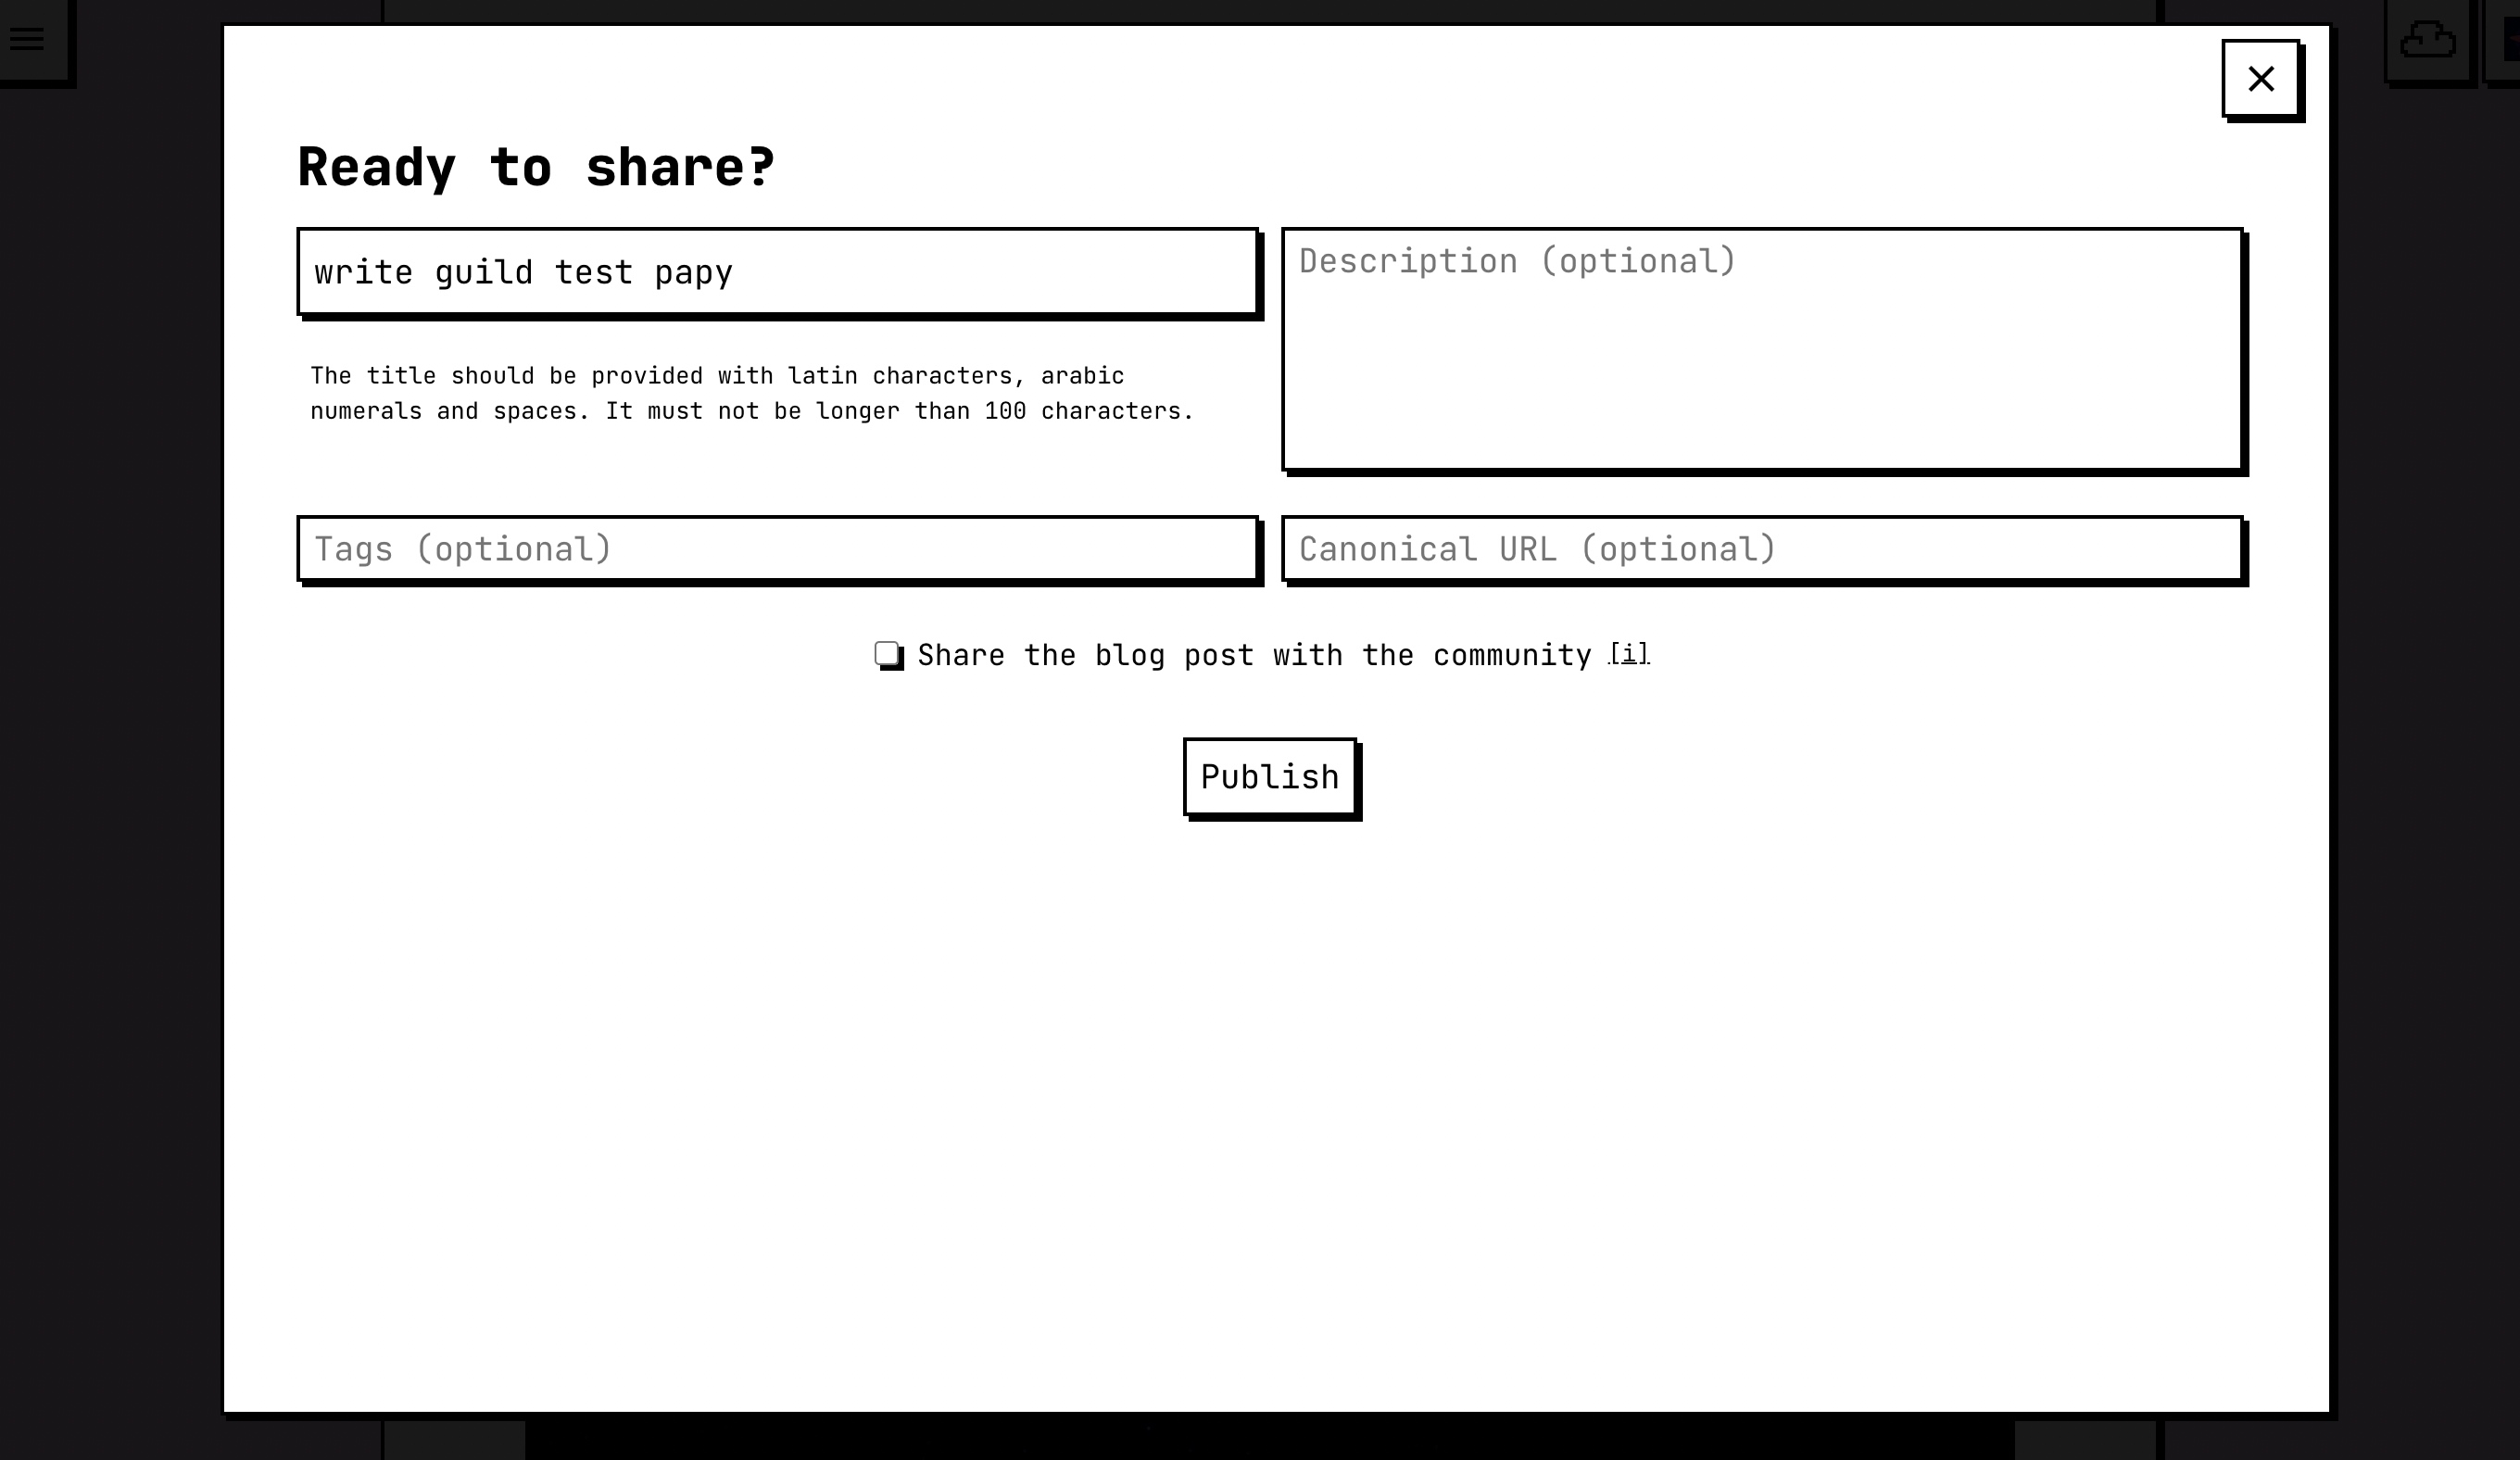 Ready to share?
write guild test papy
Description (optional)
The title should be provided with latin characters, arabic
numerals and spaces. It must not be longer than 100 characters.
Tags (optional)
Canonical URL (optional)
Share the blog post with the community [i]
Publish